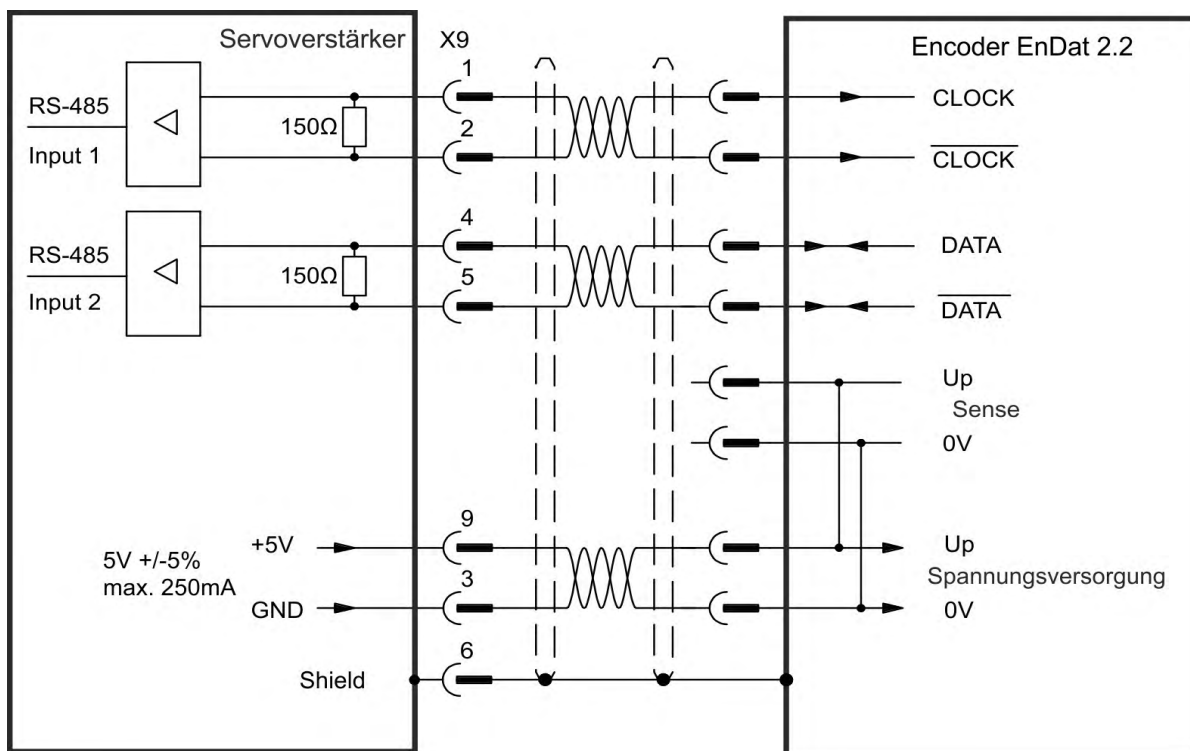 Servoverstärker
X9
Encoder EnDat 2.2
1
RS-485
150Ω
CLOCK
Input 1
2
C̅L̅O̅C̅K̅
4
RS-485
150Ω
DATA
Input 2
5
D̅A̅T̅A̅
Up
Sense
0V
9
5V +/-5%
max. 250mA
+5V
Up
Spannungsversorgung
3
GND
0V
6
Shield